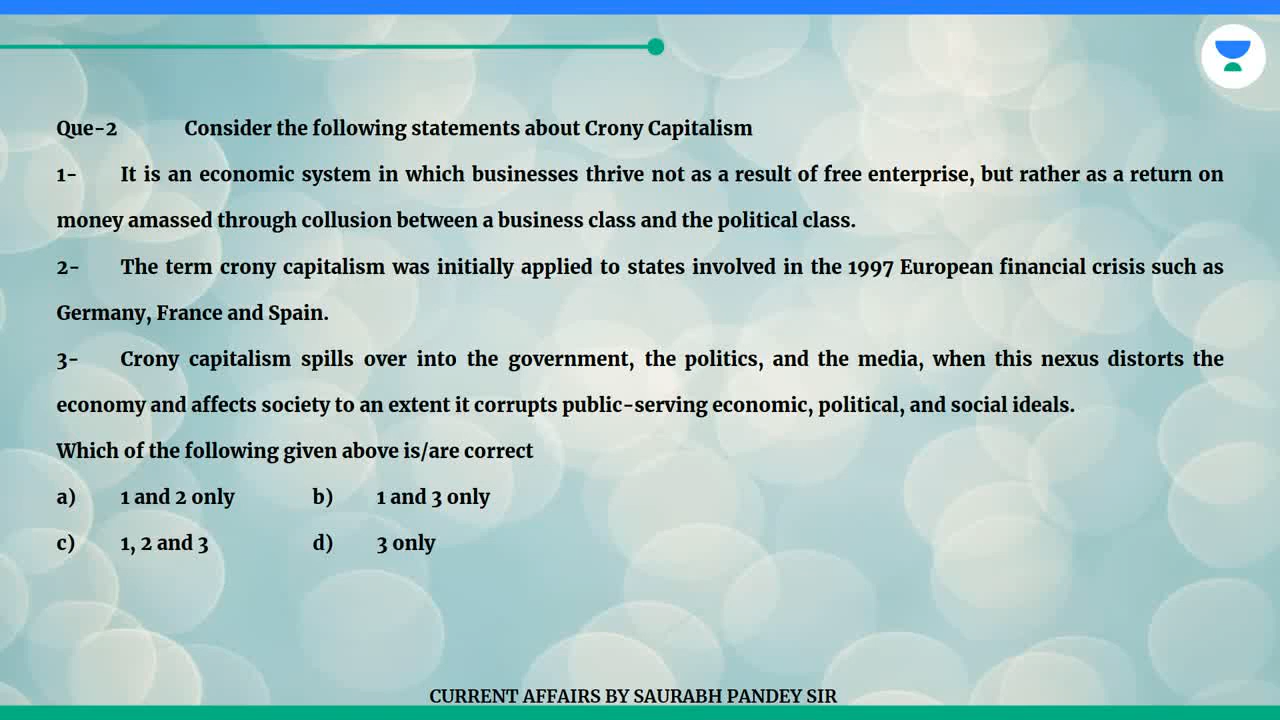 Que-2 Consider the following statements about Crony Capitalism
1- It is an economic system in which businesses thrive not as a result of free enterprise, but rather as a return on
money amassed through collusion between a business class and the political class.
2- The term crony capitalism was initially applied to states involved in the 1997 European financial crisis such as
Germany, France and Spain.
3- Crony capitalism spills over into the government, the politics, and the media, when this nexus distorts the
economy and affects society to an extent it corrupts public-serving economic, political, and social ideals.
Which of the following given above is/are correct
a) 1 and 2 only b) 1 and 3 only
c) 1, 2 and 3 d) 3 only
CURRENT AFFAIRS BY SAURABH PANDEY SIR